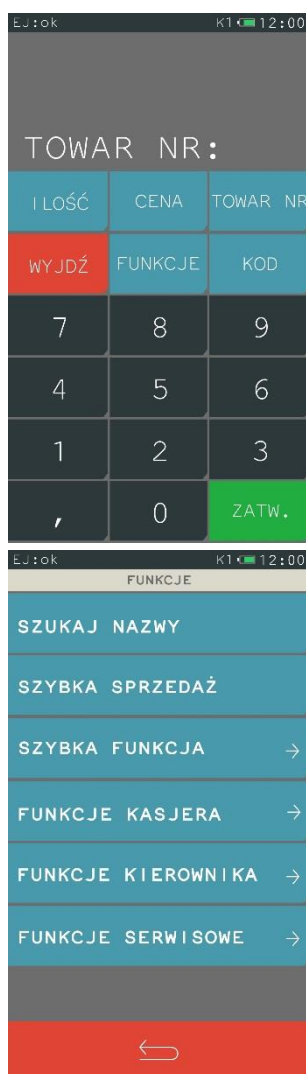 EJ:ok K1 12:00
TOWAR NR:
ILOŚĆ CENA TOWAR NR
WYJDŹ FUNKCJE KOD
7 8 9
4 5 6
1 2 3
, 0 ZATW.
EJ:ok K1 12:00
FUNKCJE
SZUKAJ NAZWY
SZYBKA SPRZEDAŻ
SZYBKA FUNKCJA →
FUNKCJE KASJERA →
FUNKCJE KIEROWNIKA →
FUNKCJE SERWISOWE →